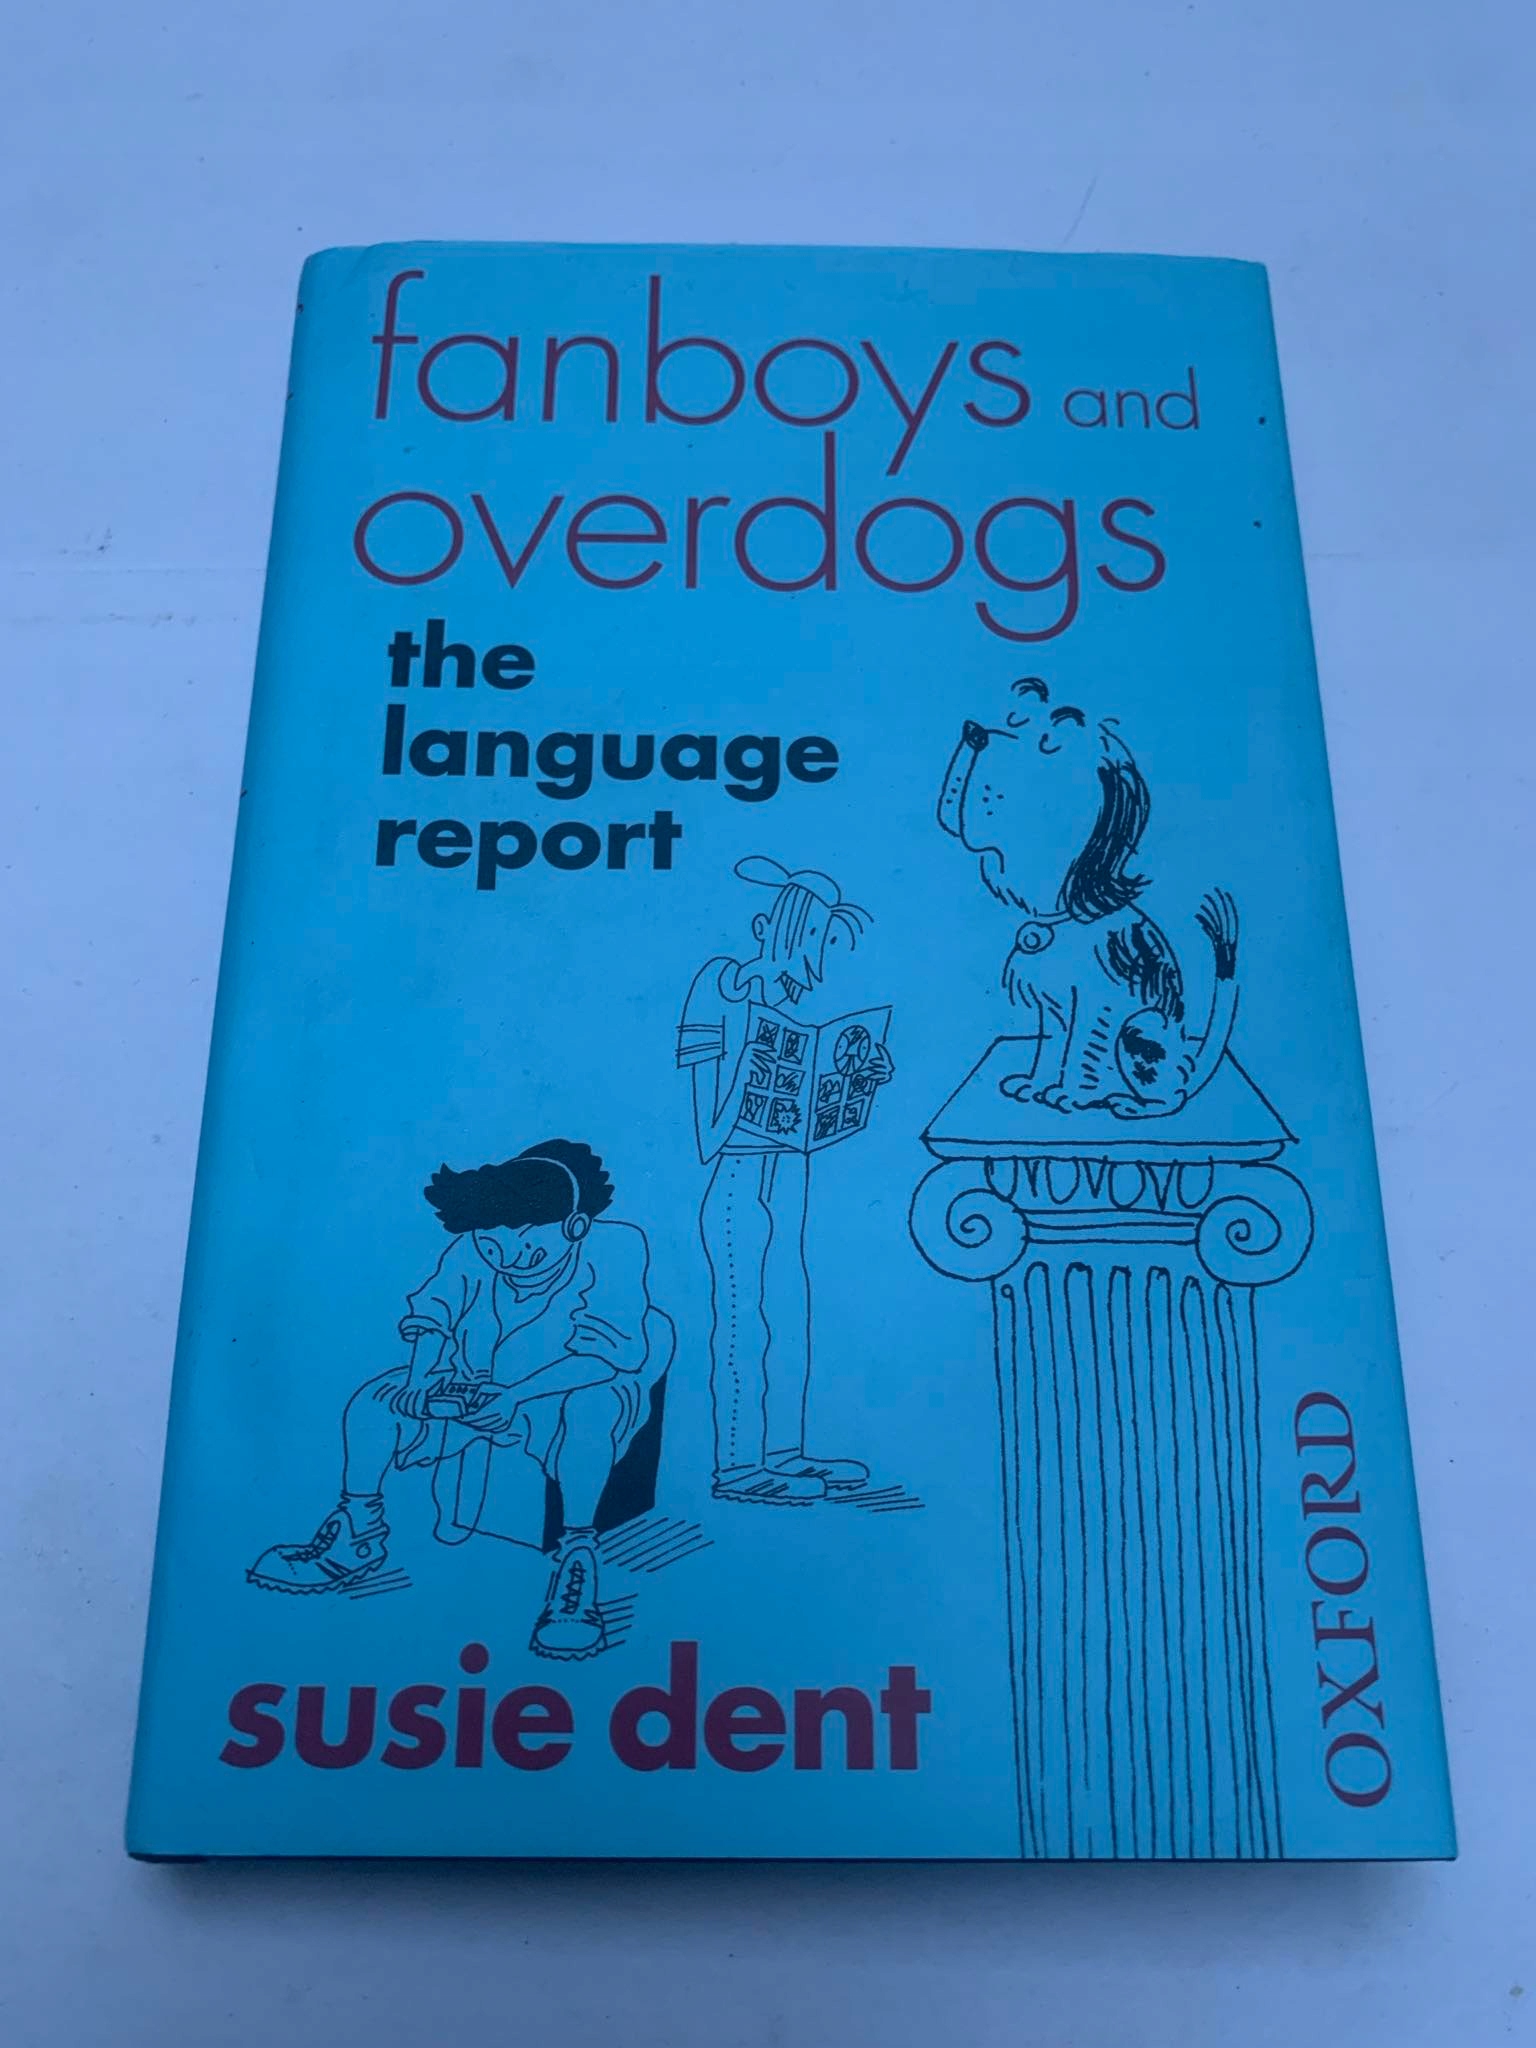 fanboys and
overdogs
the
language
report
susie dent
OXFORD